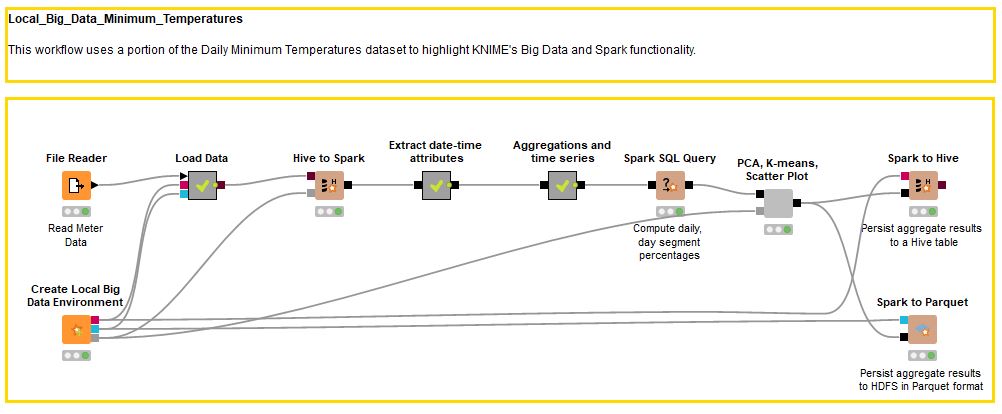 Local_Big_Data_Minimum_Temperatures
This workflow uses a portion of the Daily Minimum Temperatures dataset to highlight KNIME's Big Data and Spark functionality.
File Reader
Read Meter
Data
Load Data
Hive to Spark
Extract date-time
attributes
Aggregations and
time series
Spark SQL Query
Compute daily,
day segment
percentages
PCA, K-means,
Scatter Plot
Spark to Hive
Persist aggregate results
to a Hive table
Create Local Big
Data Environment
Spark to Parquet
Persist aggregate results
to HDFS in Parquet format